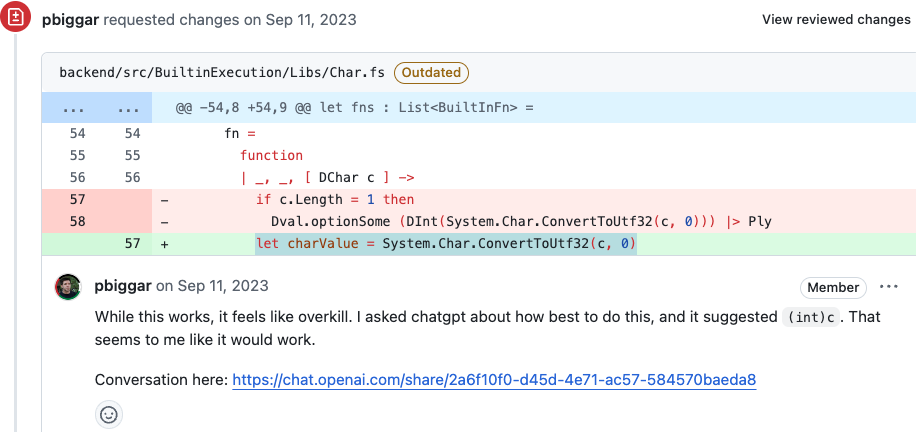 pbiggar requested changes on Sep 11, 2023 View reviewed changes
backend/src/BuiltinExecution/Libs/Char.fs Outdated
... ... @@ -54,8 +54,9 @@ let fns : List<BuiltInFn> =
54 54 fn =
55 55 function
56 56 | _, _, [ DChar c ] ->
57 - if c.Length = 1 then
58 - Dval.optionSome (DInt(System.Char.ConvertToUtf32(c, 0))) |> Ply
57 + let charValue = System.Char.ConvertToUtf32(c, 0)
pbiggar on Sep 11, 2023 Member ...
While this works, it feels like overkill. I asked chatgpt about how best to do this, and it suggested (int)c. That
seems to me like it would work.
Conversation here: https://chat.openai.com/share/2a6f10f0-d45d-4e71-ac57-584570baeda8